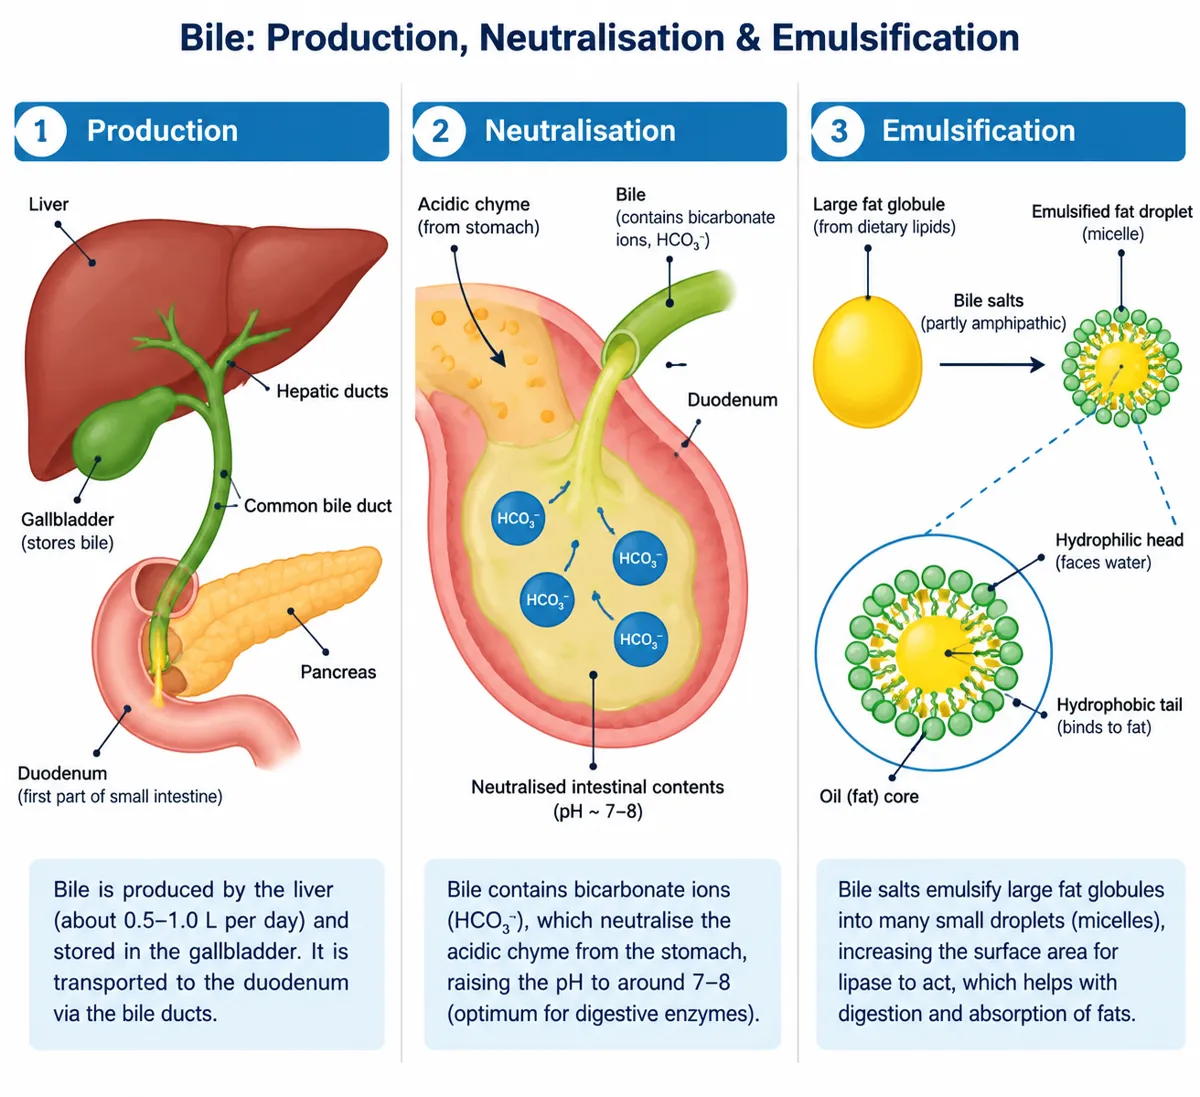 Bile: Production, Neutralisation & Emulsification
1 Production
Liver
Hepatic ducts
Common bile duct
Gallbladder
(stores bile)
Pancreas
Duodenum
(first part of small intestine)
Bile is produced by the liver
(about 0.5–1.0 L per day) and
stored in the gallbladder. It is
transported to the duodenum
via the bile ducts.
2 Neutralisation
Acidic chyme
(from stomach)
Bile
(contains bicarbonate
ions, HCO₃⁻)
Duodenum
HCO₃⁻
HCO₃⁻
HCO₃⁻
HCO₃⁻
Neutralised intestinal contents
(pH ~ 7–8)
Bile contains bicarbonate ions
(HCO₃⁻), which neutralise the
acidic chyme from the stomach,
raising the pH to around 7–8
(optimum for digestive enzymes).
3 Emulsification
Large fat globule
(from dietary lipids)
Emulsified fat droplet
(micelle)
Bile salts
(partly amphipathic)
Hydrophilic head
(faces water)
Hydrophobic tail
(binds to fat)
Oil (fat) core
Bile salts emulsify large fat globules
into many small droplets (micelles),
increasing the surface area for
lipase to act, which helps with
digestion and absorption of fats.